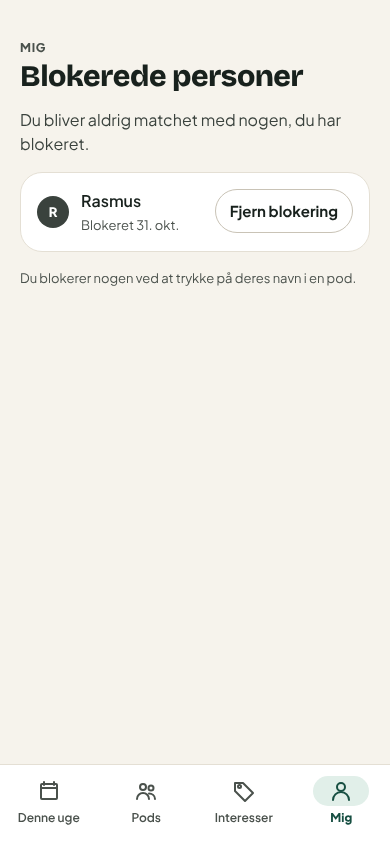 MIG
Blokerede personer
Du bliver aldrig matchet med nogen, du har
blokeret.
R
Rasmus
Blokeret 31. okt.
Fjern blokering
Du blokerer nogen ved at trykke på deres navn i en pod.
Denne uge
Pods
Interesser
Mig